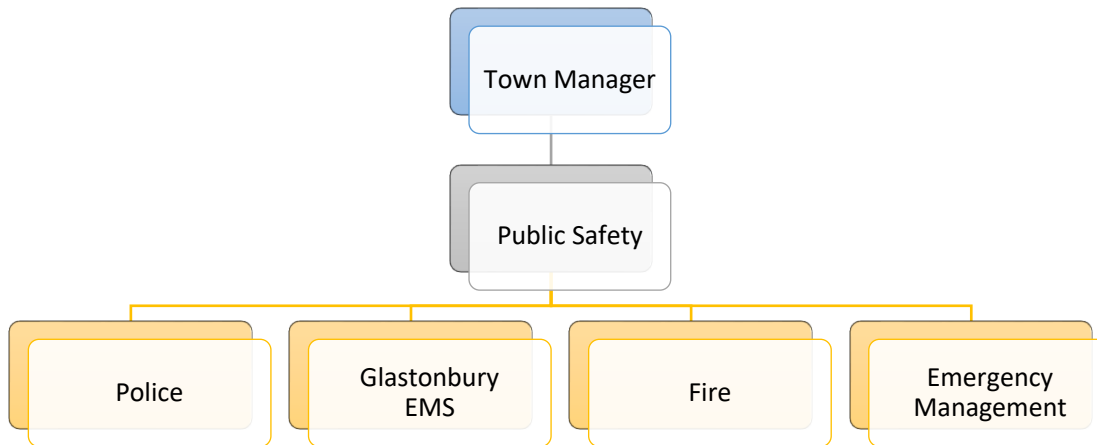 Town Manager
Public Safety
Police
Glastonbury
EMS
Fire
Emergency
Management